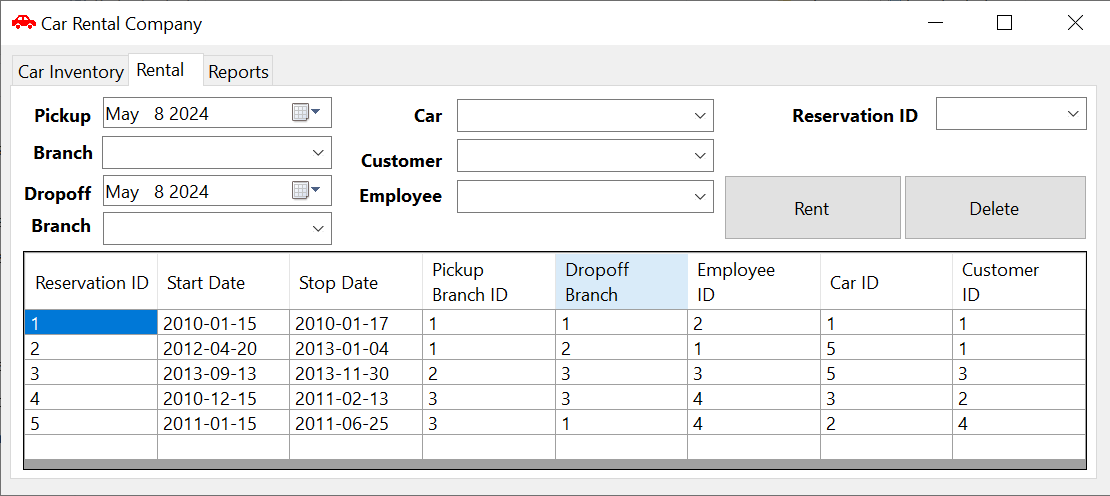 Car Rental Company
Car Inventory Rental Reports
Pickup May 8 2024 Car Reservation ID
Branch Customer
Dropoff May 8 2024 Employee
Branch Rent Delete
Reservation ID Start Date Stop Date Pickup Branch ID Dropoff Branch Employee ID Car ID Customer ID
1 2010-01-15 2010-01-17 1 1 2 1 1
2 2012-04-20 2013-01-04 1 2 1 5 1
3 2013-09-13 2013-11-30 2 3 3 5 3
4 2010-12-15 2011-02-13 3 3 4 3 2
5 2011-01-15 2011-06-25 3 1 4 2 4